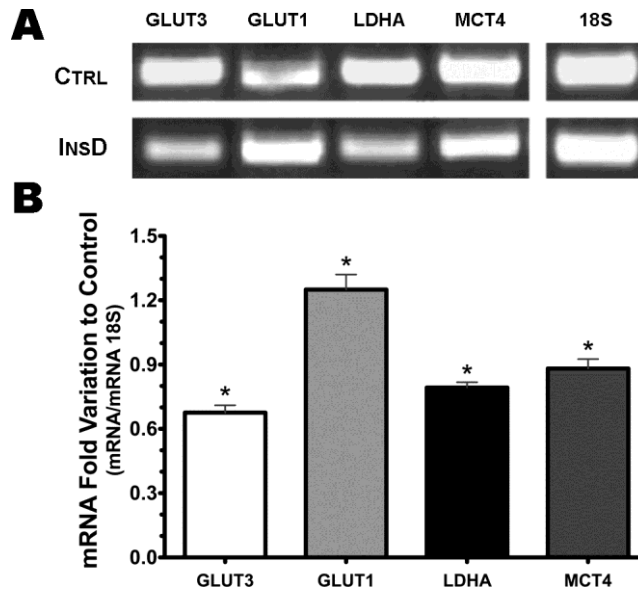 A
GLUT3 GLUT1 LDHA MCT4 18S
CTRL
INSD
B
mRNA Fold Variation to Control
(mRNA/mRNA 18S)
1.5
1.2
0.9
0.6
0.3
0.0
* * * *
GLUT3 GLUT1 LDHA MCT4